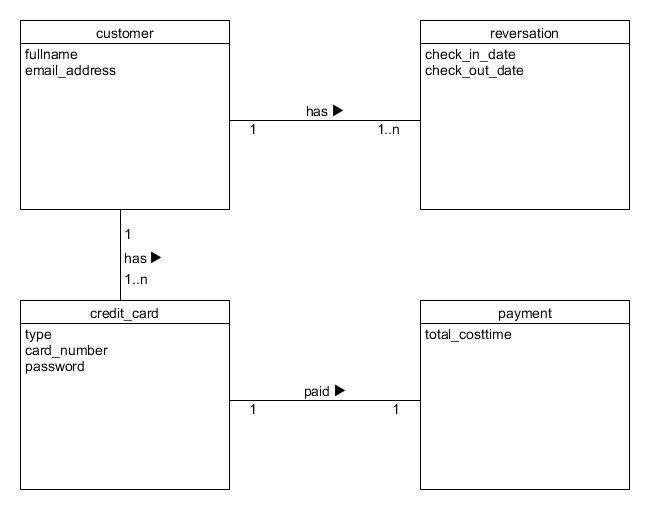 customer
fullname
email_address
has ▶
1
1..n
reversation
check_in_date
check_out_date
1
has ▶
1..n
credit_card
type
card_number
password
paid ▶
1
1
payment
total_costtime